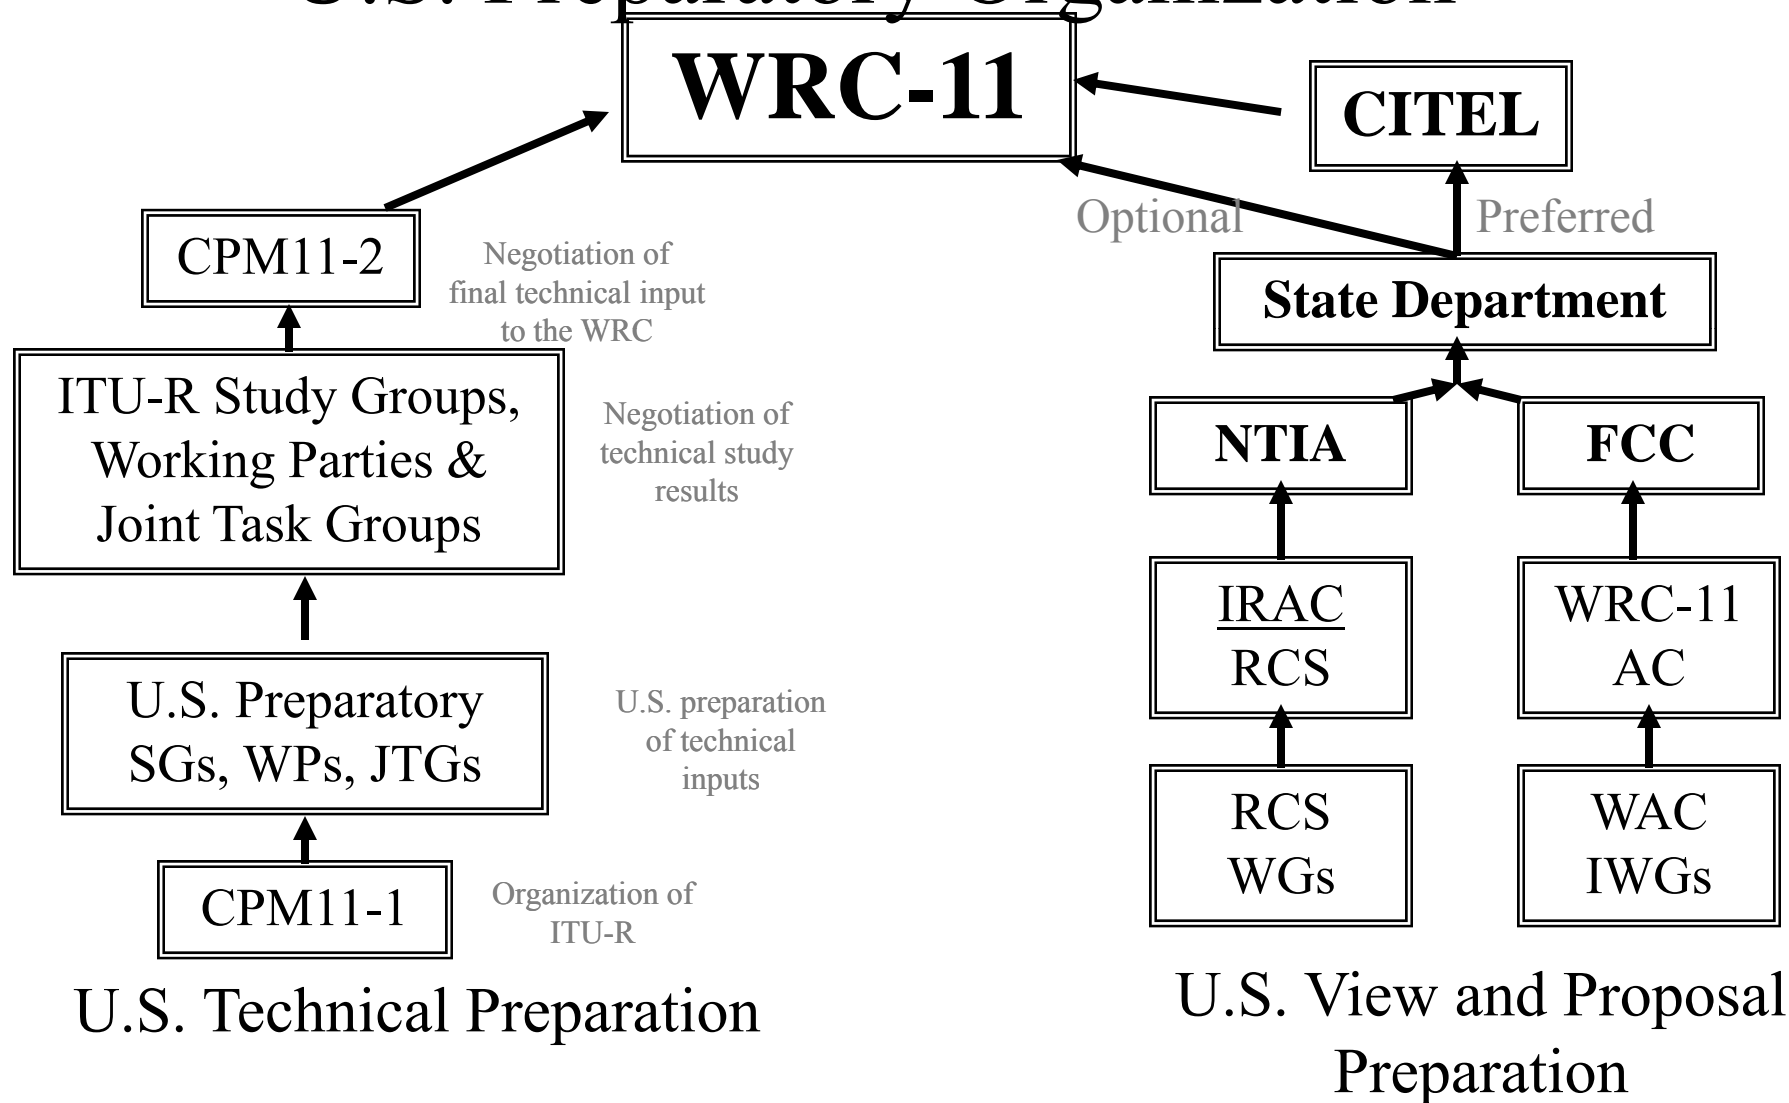 U.S. Preparatory Organization
WRC-11
CITEL
Optional
Preferred
CPM11-2
Negotiation of
final technical input
to the WRC
State Department
ITU-R Study Groups,
Working Parties &
Joint Task Groups
Negotiation of
technical study
results
NTIA
FCC
IRAC
RCS
WRC-11
AC
U.S. Preparatory
SGs, WPs, JTGs
U.S. preparation
of technical
inputs
RCS
WGs
WAC
IWGs
CPM11-1
Organization of
ITU-R
U.S. Technical Preparation
U.S. View and Proposal
Preparation